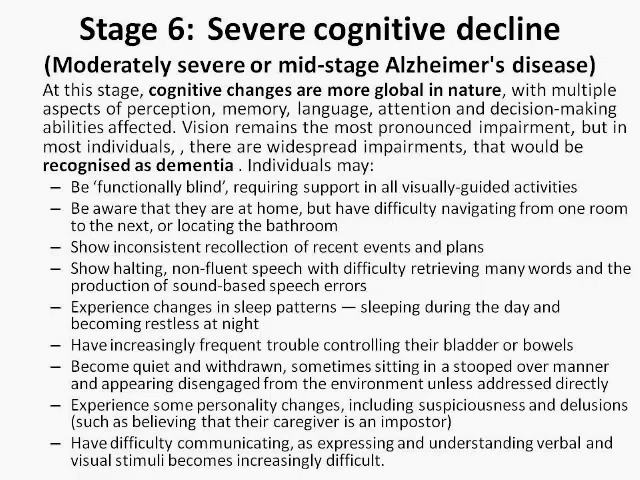 Stage 6: Severe cognitive decline
(Moderately severe or mid-stage Alzheimer's disease)
At this stage, cognitive changes are more global in nature, with multiple
aspects of perception, memory, language, attention and decision-making
abilities affected. Vision remains the most pronounced impairment, but in
most individuals, , there are widespread impairments, that would be
recognised as dementia . Individuals may:
– Be ‘functionally blind’, requiring support in all visually-guided activities
– Be aware that they are at home, but have difficulty navigating from one room
to the next, or locating the bathroom
– Show inconsistent recollection of recent events and plans
– Show halting, non-fluent speech with difficulty retrieving many words and the
production of sound-based speech errors
– Experience changes in sleep patterns — sleeping during the day and
becoming restless at night
– Have increasingly frequent trouble controlling their bladder or bowels
– Become quiet and withdrawn, sometimes sitting in a stooped over manner
and appearing disengaged from the environment unless addressed directly
– Experience some personality changes, including suspiciousness and delusions
(such as believing that their caregiver is an impostor)
– Have difficulty communicating, as expressing and understanding verbal and
visual stimuli becomes increasingly difficult.